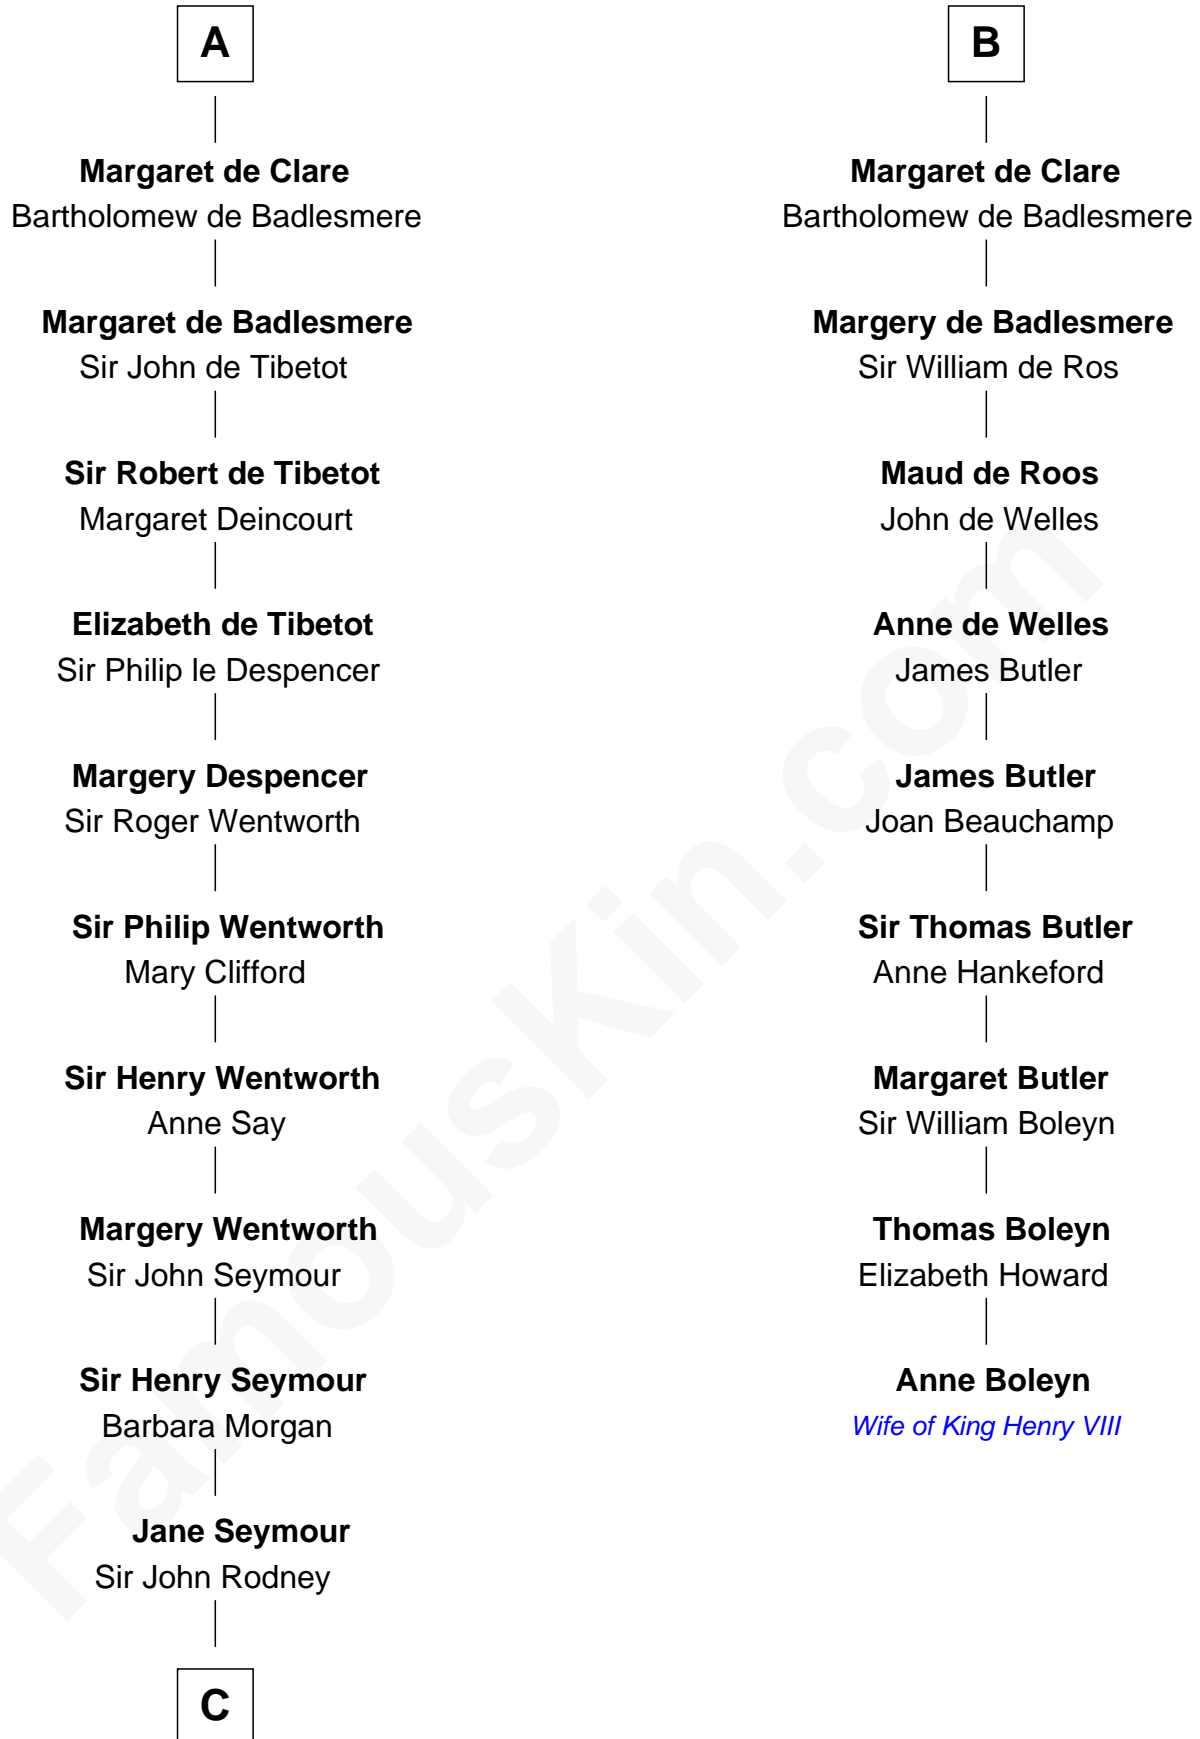 A
Margaret de Clare
Bartholomew de Badlesmere
Margaret de Badlesmere
Sir John de Tibetot
Sir Robert de Tibetot
Margaret Deincourt
Elizabeth de Tibetot
Sir Philip le Despencer
Margery Despencer
Sir Roger Wentworth
Sir Philip Wentworth
Mary Clifford
Sir Henry Wentworth
Anne Say
Margery Wentworth
Sir John Seymour
Sir Henry Seymour
Barbara Morgan
Jane Seymour
Sir John Rodney
C
B
Margaret de Clare
Bartholomew de Badlesmere
Margery de Badlesmere
Sir William de Ros
Maud de Roos
John de Welles
Anne de Welles
James Butler
James Butler
Joan Beauchamp
Sir Thomas Butler
Anne Hankeford
Margaret Butler
Sir William Boleyn
Thomas Boleyn
Elizabeth Howard
Anne Boleyn
Wife of King Henry VIII
FamousKin.com